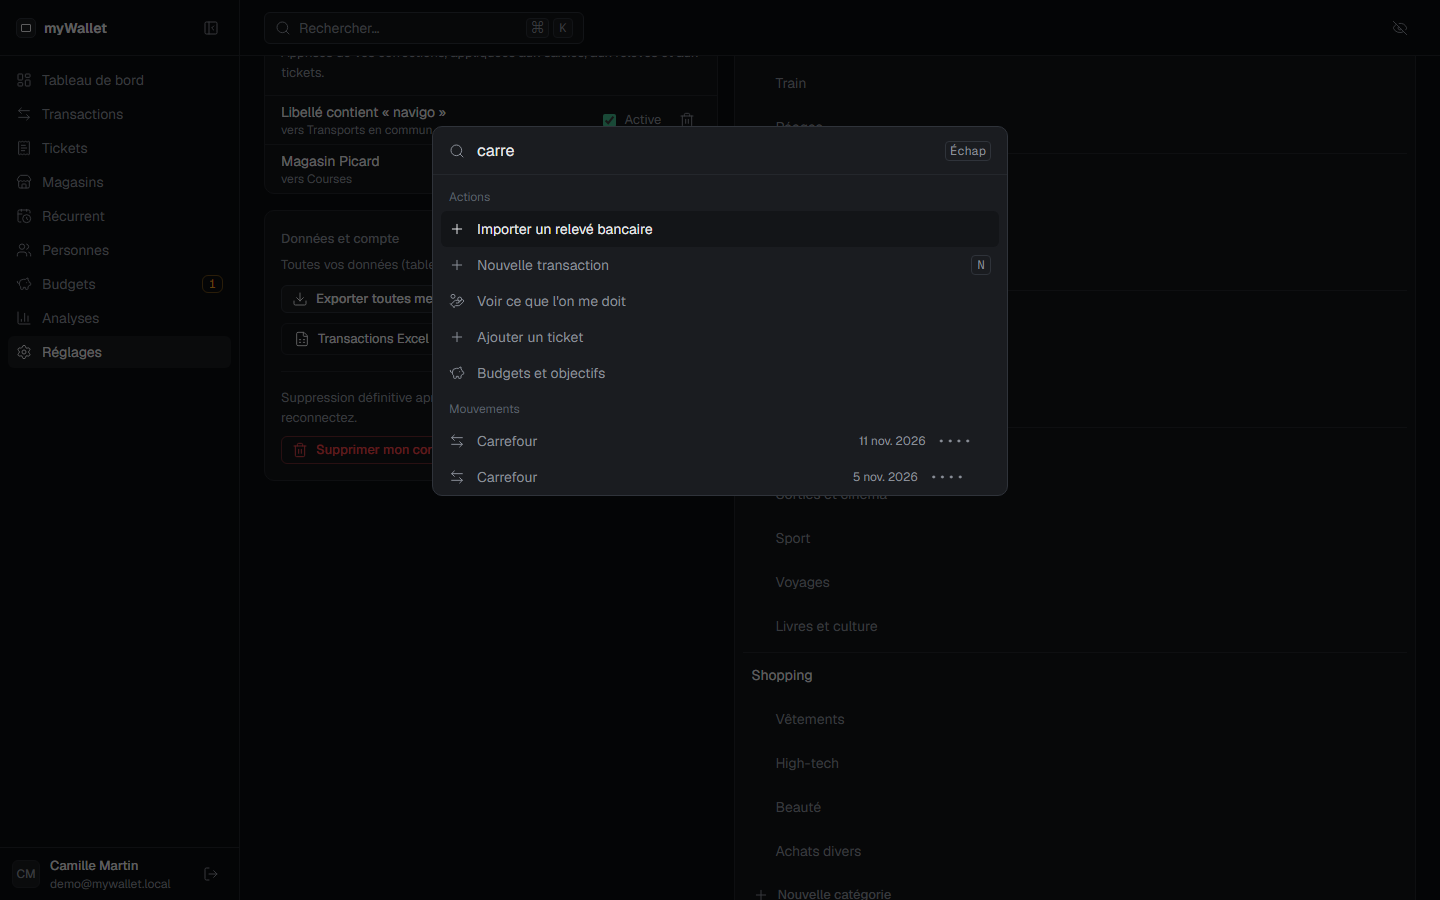 myWallet
Rechercher...
⌘ K
Tableau de bord
Transactions
Tickets
Magasins
Récurrent
Personnes
Budgets
1
Analyses
Réglages
Camille Martin
demo@mywallet.local
CM
tickets.
Libellé contient « navigo »
vers Transports en commun
Active
Magasin Picard
vers Courses
Données et compte
Toutes vos données (table
Exporter toutes me
Transactions Excel
Suppression définitive apr
reconnectez.
Supprimer mon con
carre
Échap
Actions
Importer un relevé bancaire
Nouvelle transaction
N
Voir ce que l'on me doit
Ajouter un ticket
Budgets et objectifs
Mouvements
Carrefour
11 nov. 2026 ••••
Carrefour
5 nov. 2026 ••••
Train
Sorties et cinéma
Sport
Voyages
Livres et culture
Shopping
Vêtements
High-tech
Beauté
Achats divers
Nouvelle catégorie